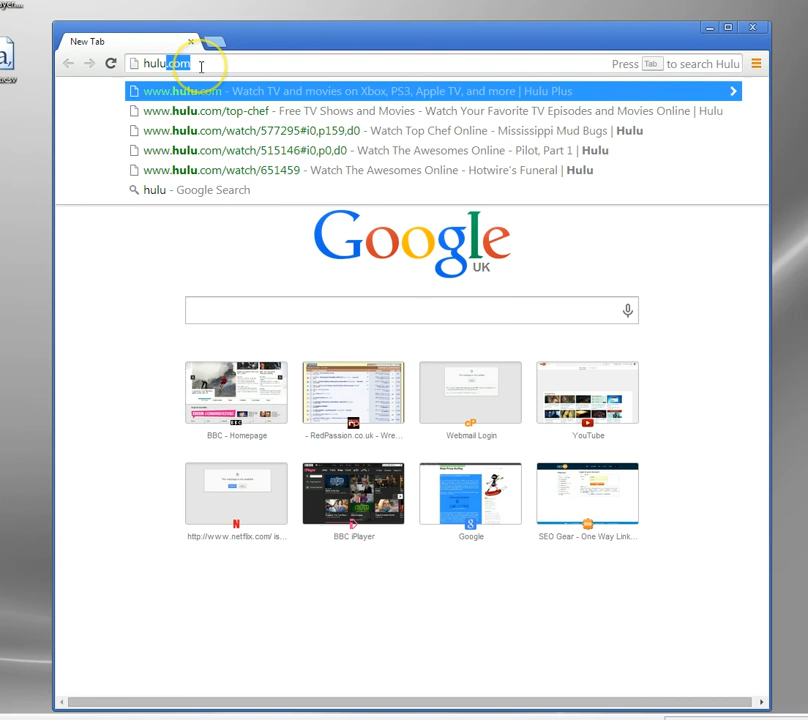 ayer....
a,
o.csv
New Tab
hulu.com
Press Tab to search Hulu
www.hulu.com - Watch TV and movies on Xbox, PS3, Apple TV, and more | Hulu Plus
www.hulu.com/top-chef - Free TV Shows and Movies - Watch Your Favorite TV Episodes and Movies Online | Hulu
www.hulu.com/watch/577295#i0,p159,d0 - Watch Top Chef Online - Mississippi Mud Bugs | Hulu
www.hulu.com/watch/515146#i0,p0,d0 - Watch The Awesomes Online - Pilot, Part 1 | Hulu
www.hulu.com/watch/651459 - Watch The Awesomes Online - Hotwire's Funeral | Hulu
hulu - Google Search
Google
UK
BBC - Homepage
- RedPassion.co.uk - Wre...
Webmail Login
YouTube
http://www.netflix.com/ is...
BBC iPlayer
Google
SEO Gear - One Way Link...